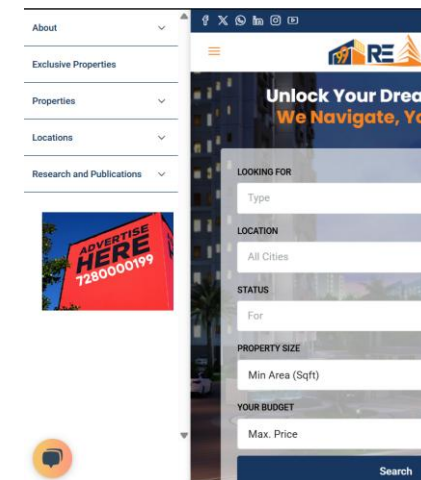 About
Exclusive Properties
Properties
Locations
Research and Publications
ADVERTISE
HERE
7280000199
RE
Unlock Your Drea
We Navigate, Yo
LOOKING FOR
Type
LOCATION
All Cities
STATUS
For
PROPERTY SIZE
Min Area (Sqft)
YOUR BUDGET
Max. Price
Search